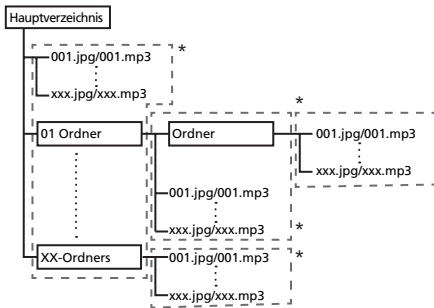 Hauptverzeichnis
*
001.jpg/001.mp3
xxx.jpg/xxx.mp3
*
01 Ordner
Ordner
001.jpg/001.mp3
xxx.jpg/xxx.mp3
001.jpg/001.mp3
xxx.jpg/xxx.mp3
*
XX-Ordners
001.jpg/001.mp3
*
xxx.jpg/xxx.mp3